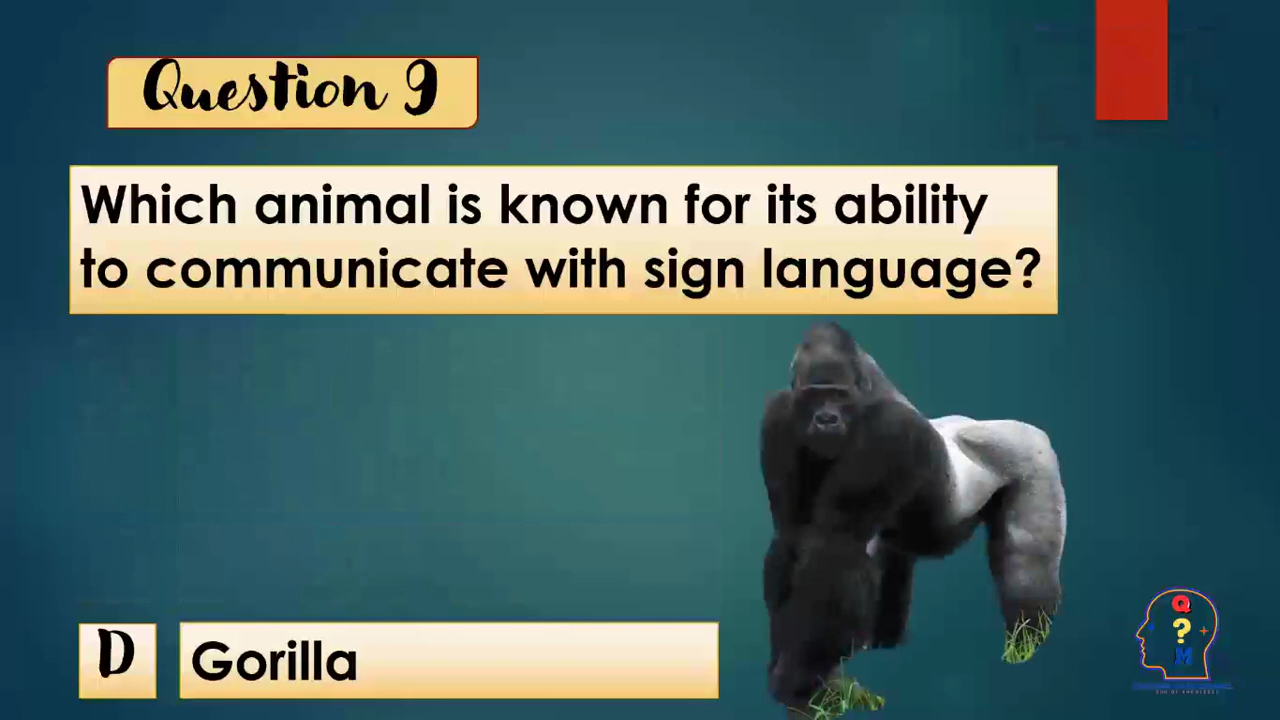 Question 9
Which animal is known for its ability
to communicate with sign language?
D Gorilla
Q
?
M